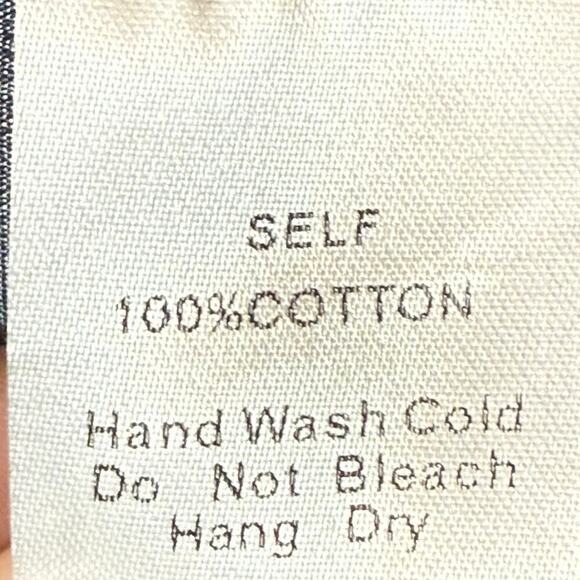 SELF
100%COTTON
Hand Wash Cold
Do Not Bleach
Hang Dry